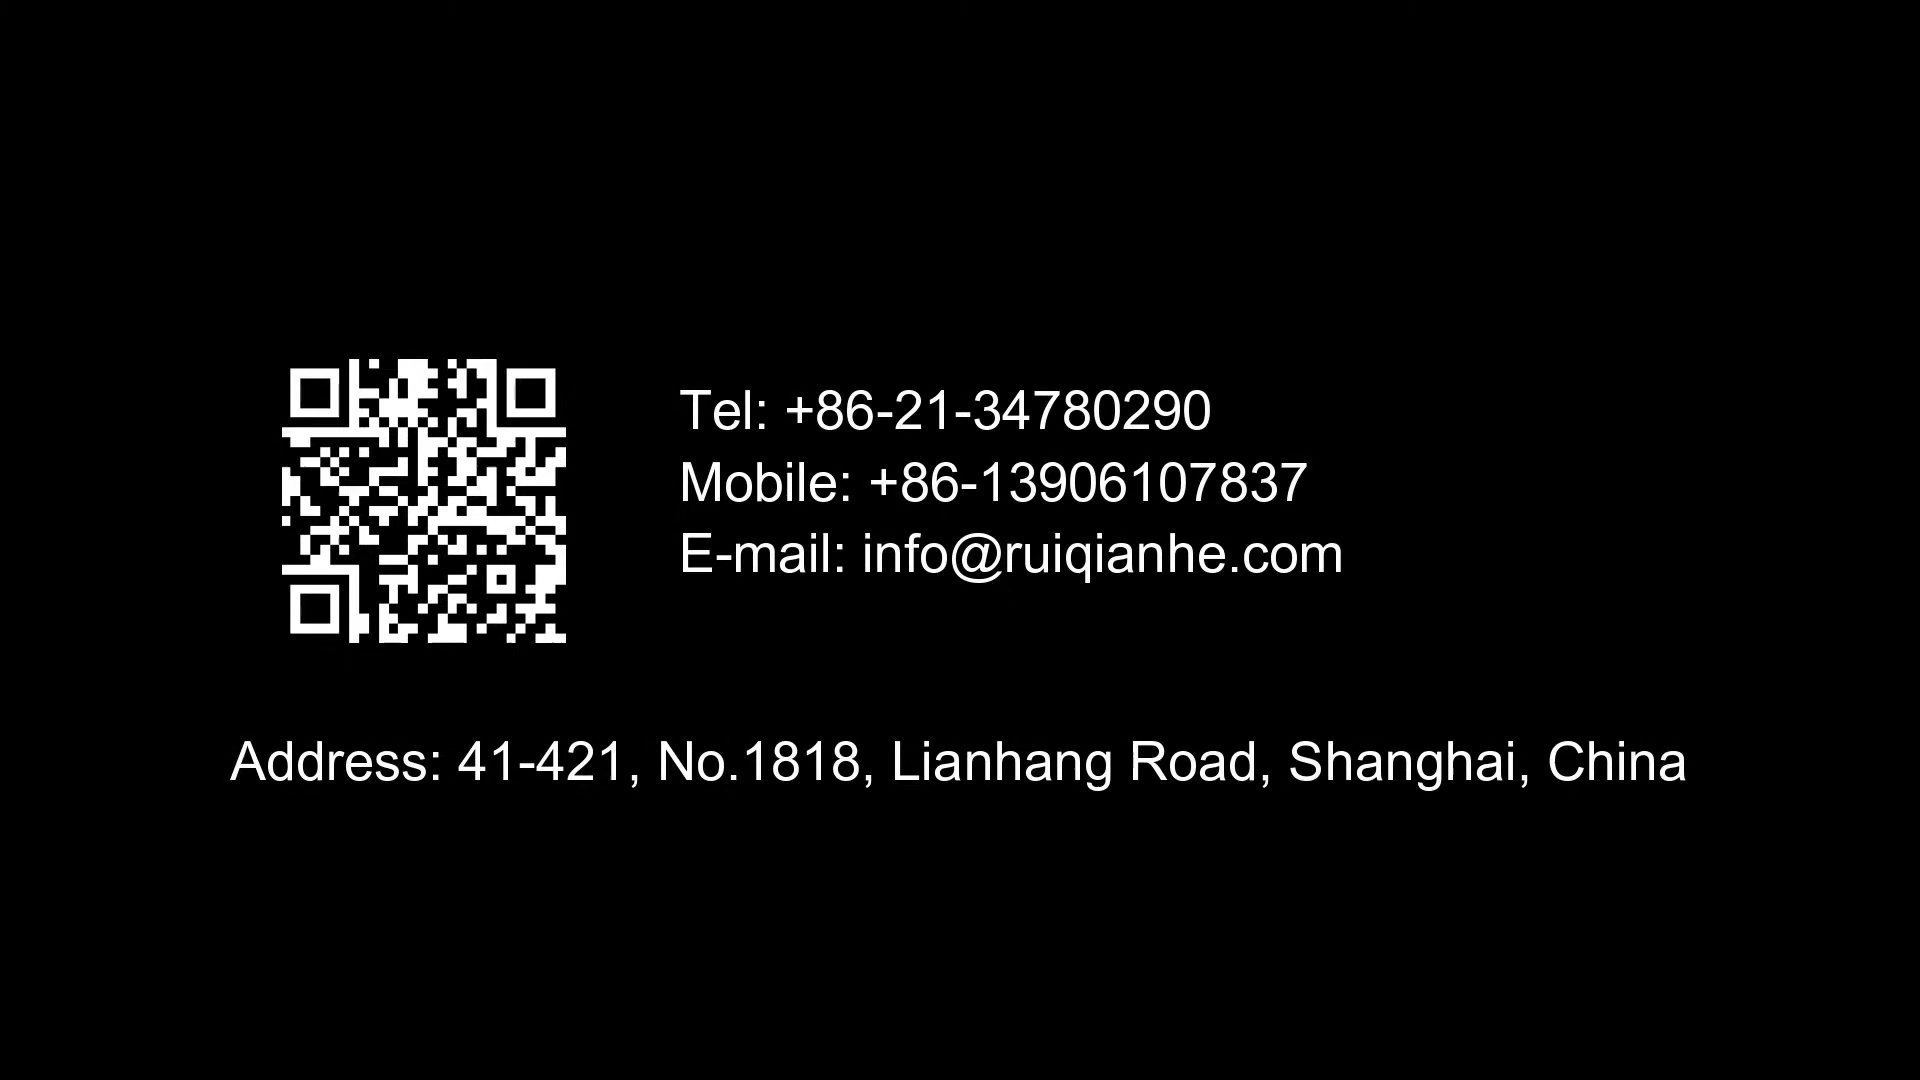 Tel: +86-21-34780290
Mobile: +86-13906107837
E-mail: info@ruiqianhe.com
Address: 41-421, No.1818, Lianhang Road, Shanghai, China